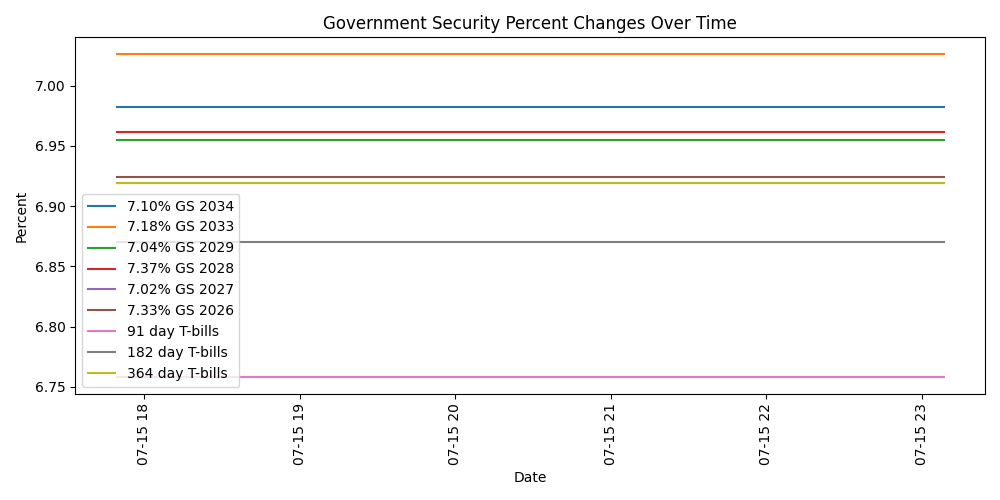 Government Security Percent Changes Over Time
Percent
7.00
6.95
6.90
6.85
6.80
6.75
7.10% GS 2034
7.18% GS 2033
7.04% GS 2029
7.37% GS 2028
7.02% GS 2027
7.33% GS 2026
91 day T-bills
182 day T-bills
364 day T-bills
07-15 18
07-15 19
07-15 20
07-15 21
07-15 22
07-15 23
Date